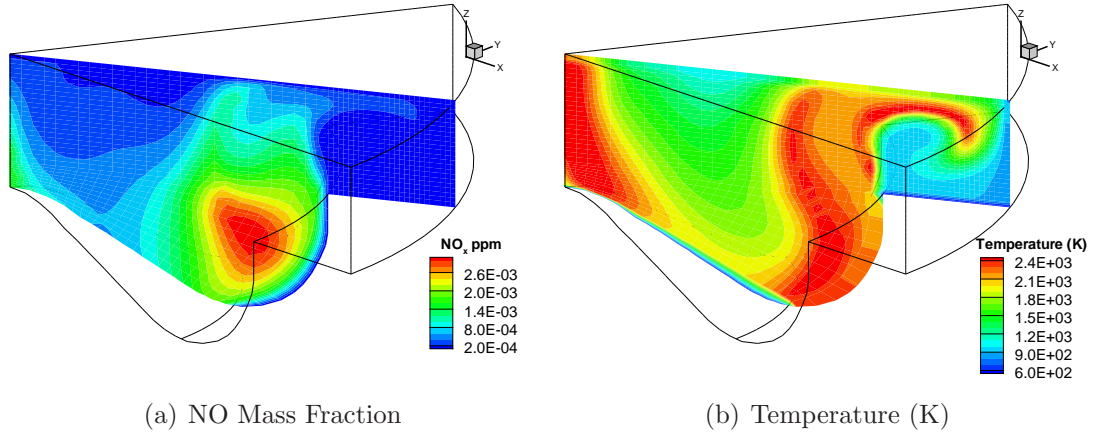 Z
Y
X
NOx ppm
2.6E-03
2.0E-03
1.4E-03
8.0E-04
2.0E-04
(a) NO Mass Fraction
Z
Y
X
Temperature (K)
2.4E+03
2.1E+03
1.8E+03
1.5E+03
1.2E+03
9.0E+02
6.0E+02
(b) Temperature (K)